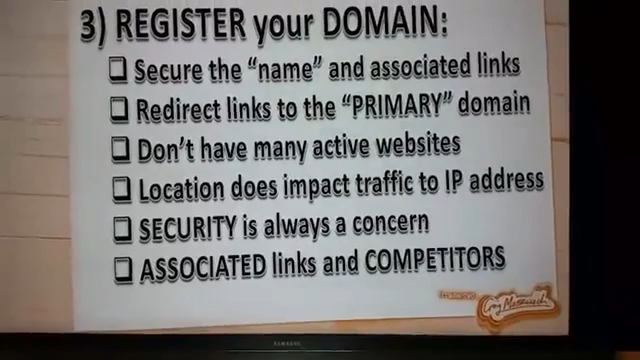 3) REGISTER your DOMAIN:
❑ Secure the “name” and associated links
❑ Redirect links to the “PRIMARY” domain
❑ Don’t have many active websites
❑ Location does impact traffic to IP address
❑ SECURITY is always a concern
❑ ASSOCIATED links and COMPETITORS
SAMSUNG